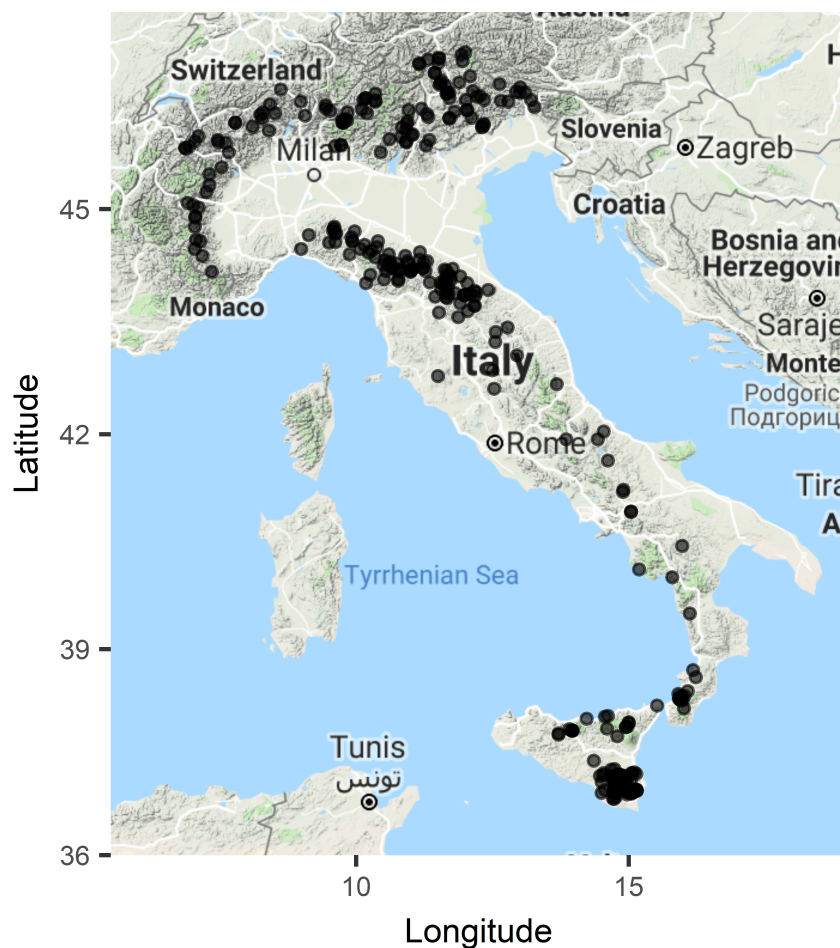 Austria
Switzerland
Slovenia
Milan
Zagreb
45
Croatia
Bosnia and
Herzegovin
Monaco
Saraje
Italy
Monte
Podgoric
Подгориц
42
Rome
Tira
A
Tyrrhenian Sea
39
Tunis
تونس
36
10
15
Latitude
Longitude
H